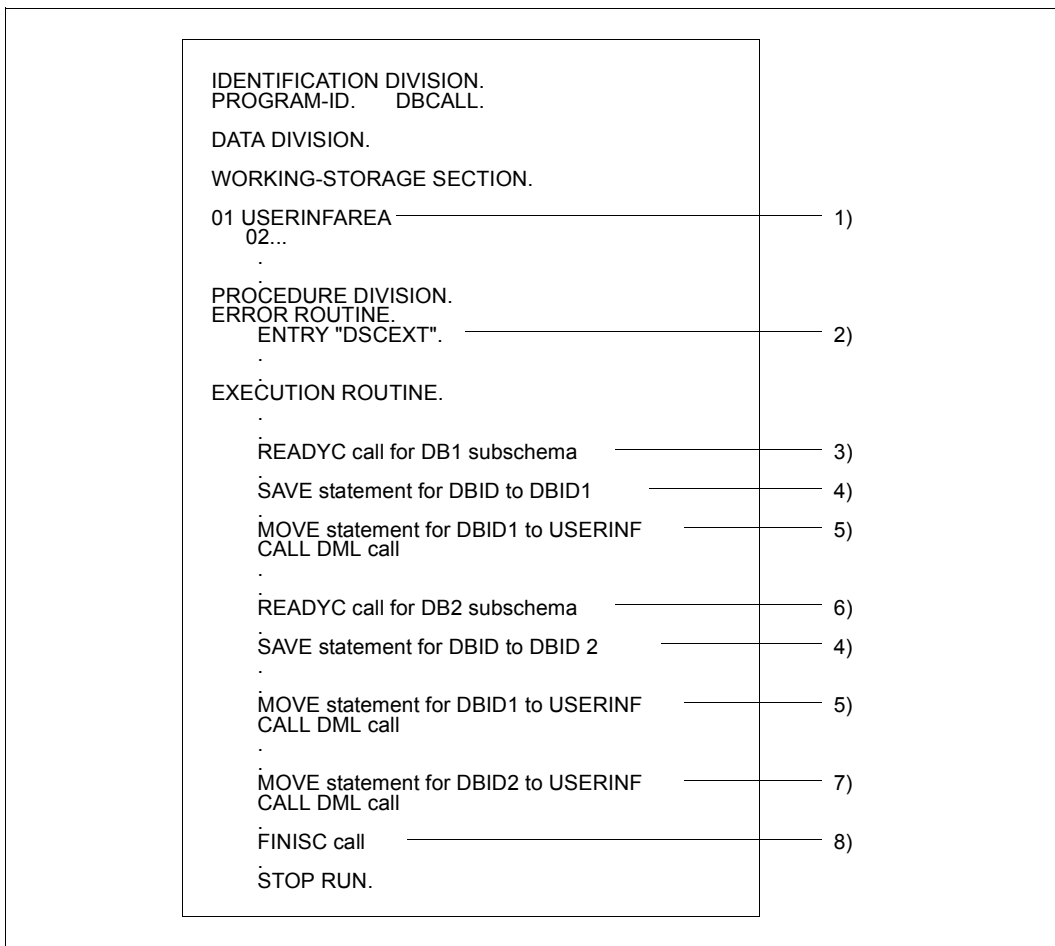 IDENTIFICATION DIVISION.
PROGRAM-ID. DBCALL.
DATA DIVISION.
WORKING-STORAGE SECTION.
01 USERINFAREA 1)
02...
.
.
PROCEDURE DIVISION.
ERROR ROUTINE.
ENTRY "DSCEXT". 2)
.
.
EXECUTION ROUTINE.
.
.
READYC call for DB1 subschema 3)
.
SAVE statement for DBID to DBID1 4)
.
MOVE statement for DBID1 to USERINF 5)
CALL DML call
.
.
READYC call for DB2 subschema 6)
.
SAVE statement for DBID to DBID 2 4)
.
.
MOVE statement for DBID1 to USERINF 5)
CALL DML call
.
.
MOVE statement for DBID2 to USERINF 7)
CALL DML call
.
FINISC call 8)
.
STOP RUN.